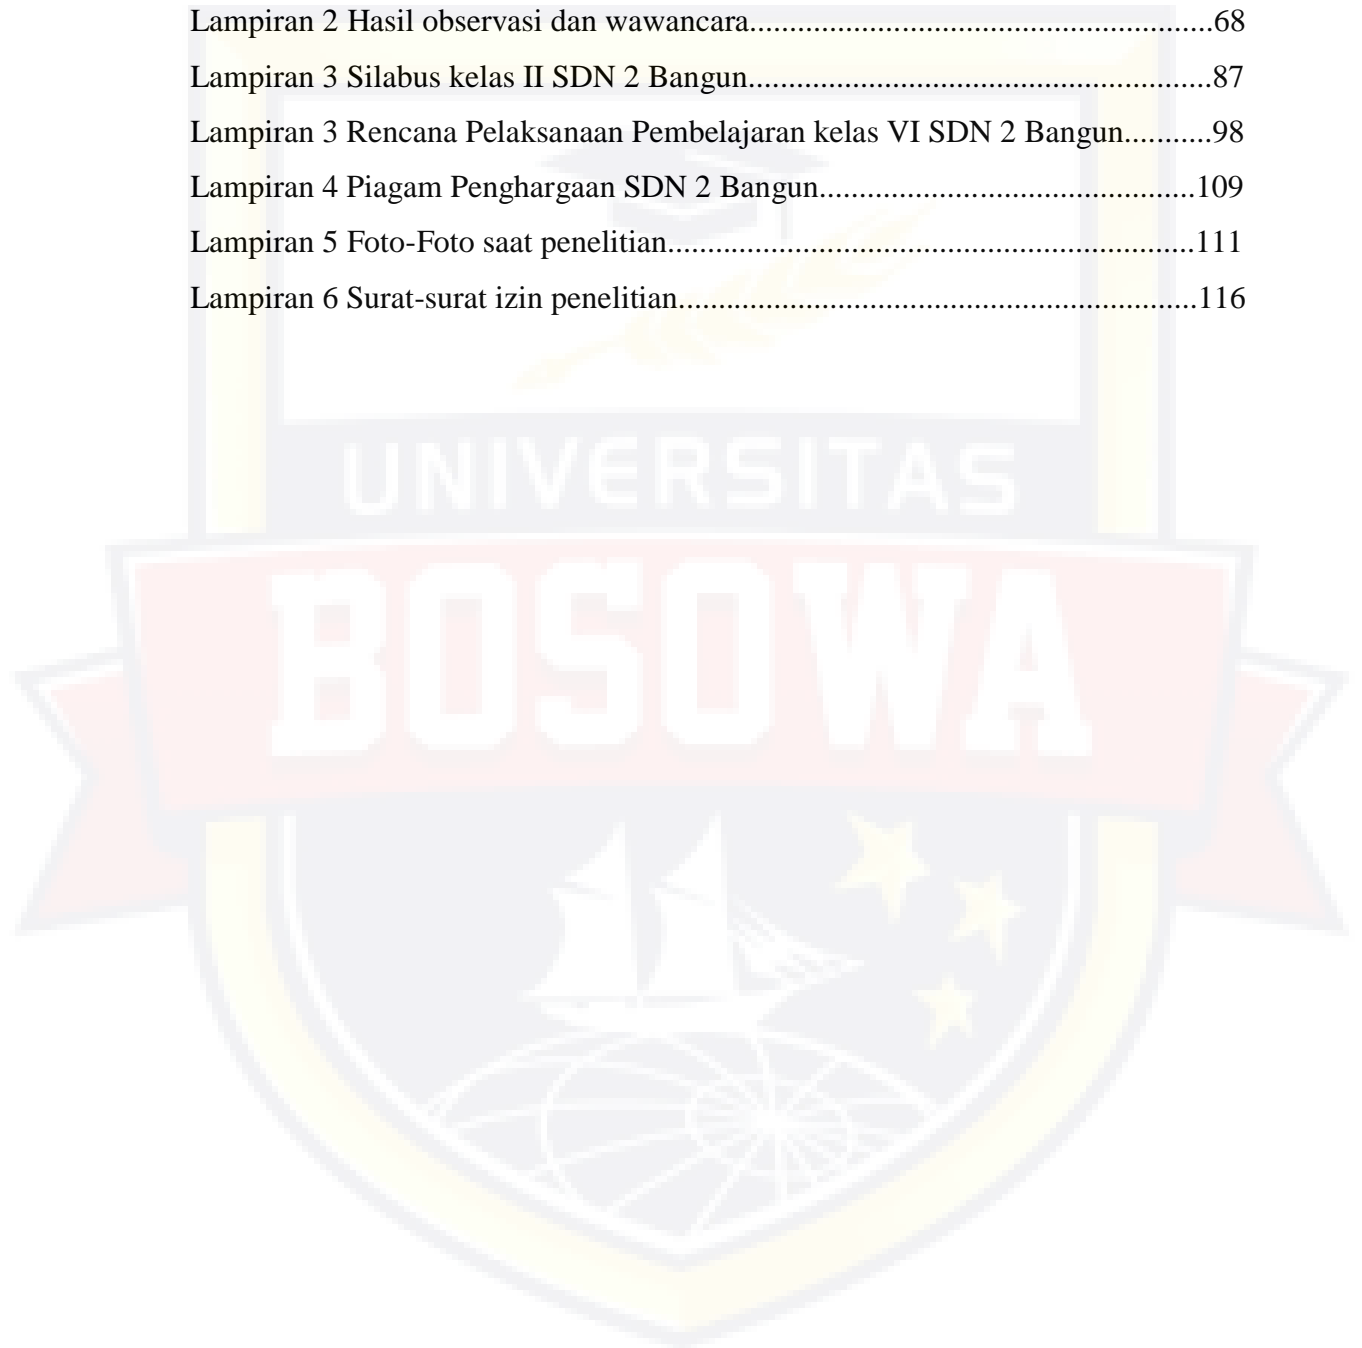 Lampiran 2 Hasil observasi dan wawancara..........................................................68
Lampiran 3 Silabus kelas II SDN 2 Bangun..........................................................87
Lampiran 3 Rencana Pelaksanaan Pembelajaran kelas VI SDN 2 Bangun...........98
Lampiran 4 Piagam Penghargaan SDN 2 Bangun...............................................109
Lampiran 5 Foto-Foto saat penelitian..................................................................111
Lampiran 6 Surat-surat izin penelitian.................................................................116
UNIVERSITAS
BOSOWA